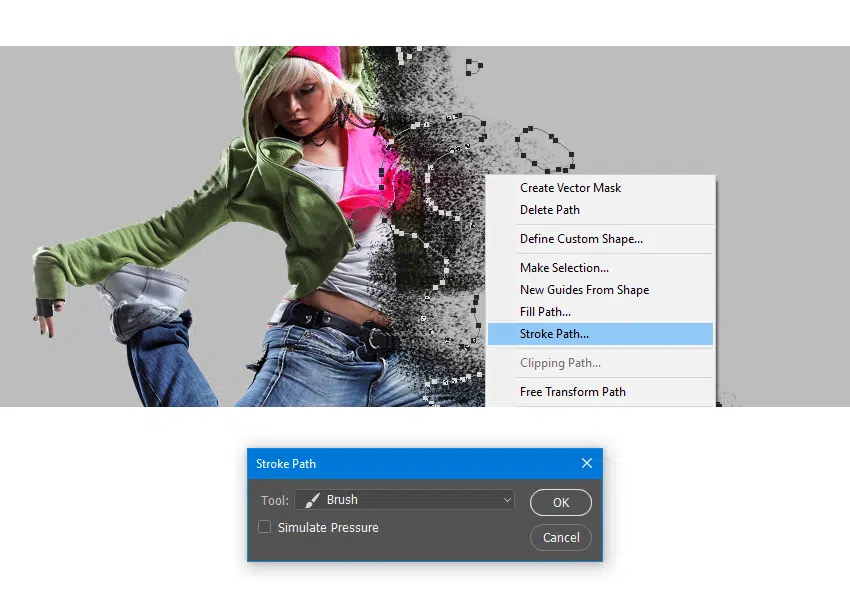 Create Vector Mask
Delete Path
Define Custom Shape...
Make Selection...
New Guides From Shape
Fill Path...
Stroke Path...
Clipping Path...
Free Transform Path
Stroke Path
Tool: Brush
OK
Simulate Pressure
Cancel